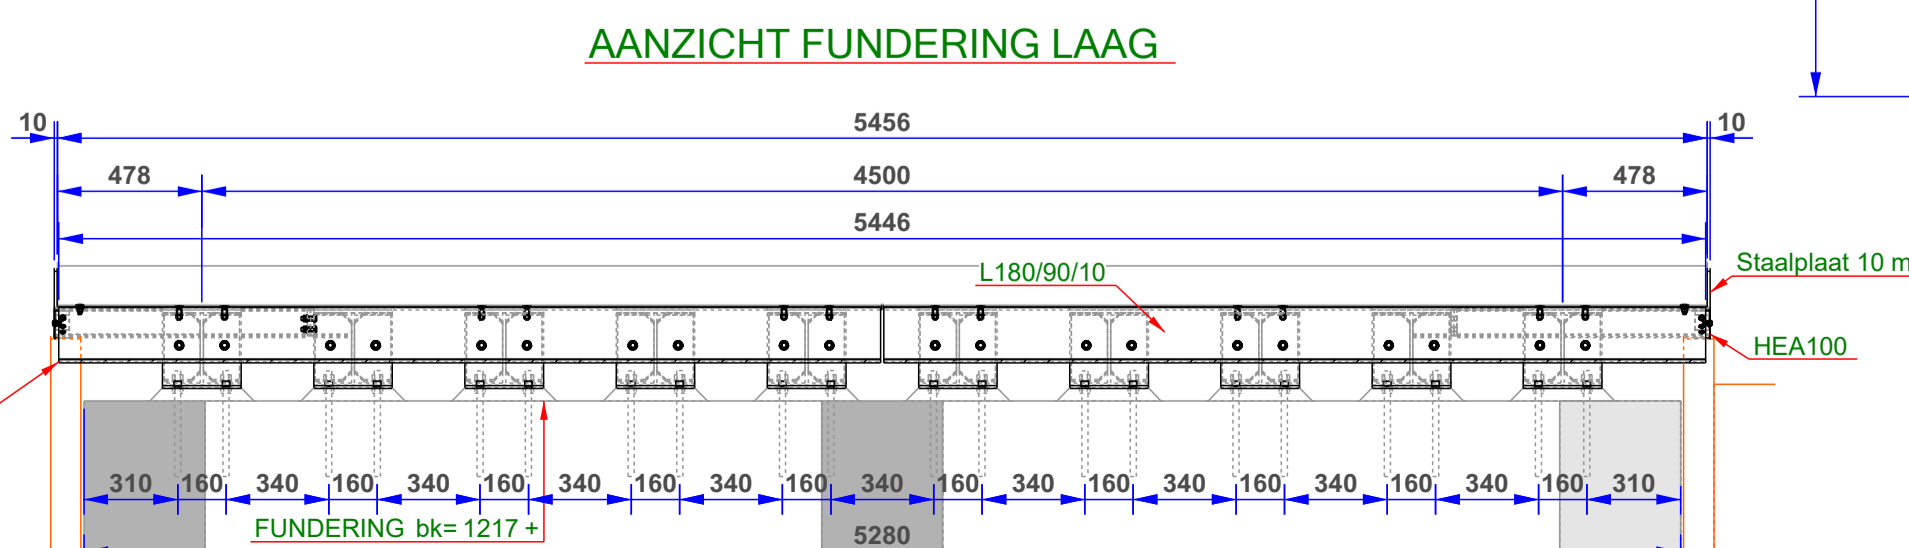 AANZICHT FUNDERING LAAG
10 5456 10
478 4500 478
5446
L180/90/10
Staalplaat 10 m
HEA100
310 160 340 160 340 160 340 160 340 160 340 160 340 160 340 160 340 160 340 160 310
FUNDERING bk= 1217 +
5280